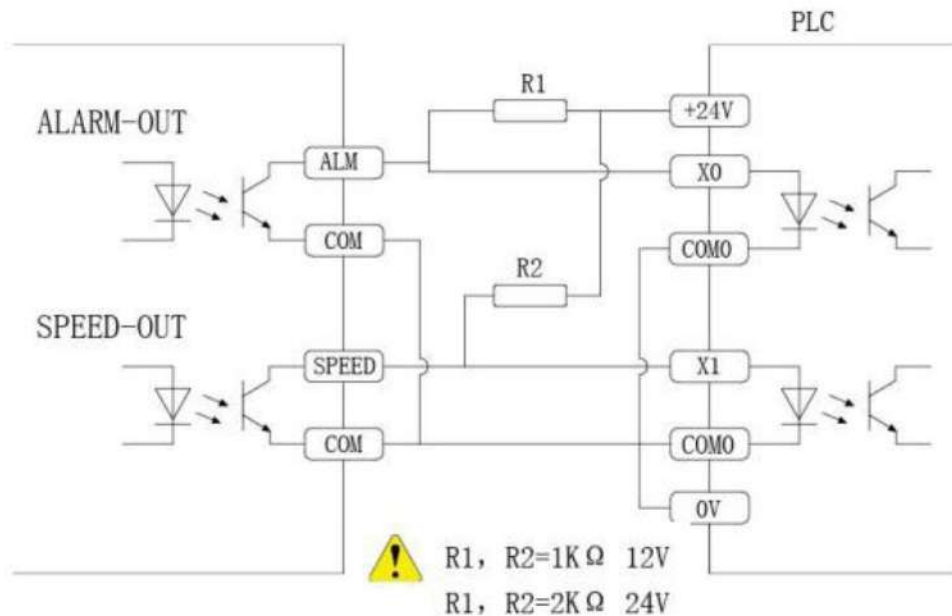 PLC
R1
+24V
ALARM-OUT
ALM
X0
COM
COM0
R2
SPEED-OUT
SPEED
X1
COM
COM0
0V
R1, R2=1KΩ 12V
R1, R2=2KΩ 24V